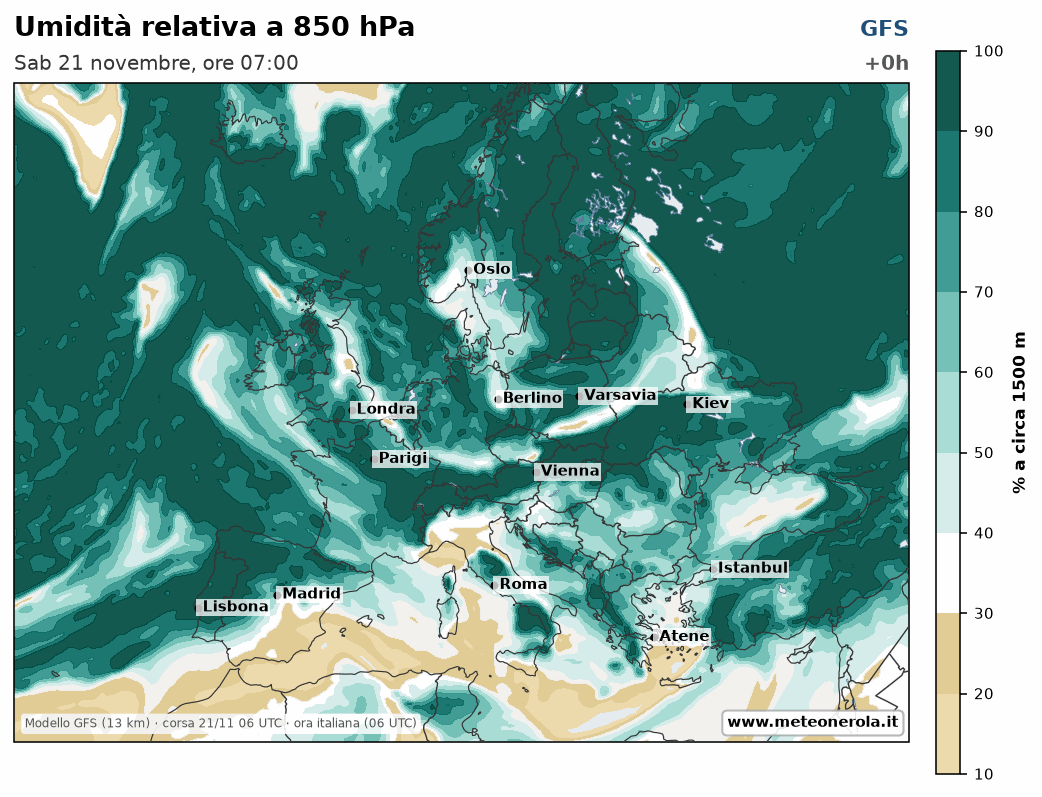 Umidità relativa a 850 hPa
GFS
Sab 21 novembre, ore 07:00
+0h
100
90
80
70
60
50
40
30
20
10
% a circa 1500 m
Oslo
Berlino
Varsavia
Kiev
Londra
Parigi
Vienna
Istanbul
Roma
Madrid
Lisbona
Atene
Modello GFS (13 km) · corsa 21/11 06 UTC · ora italiana (06 UTC)
www.meteonerola.it